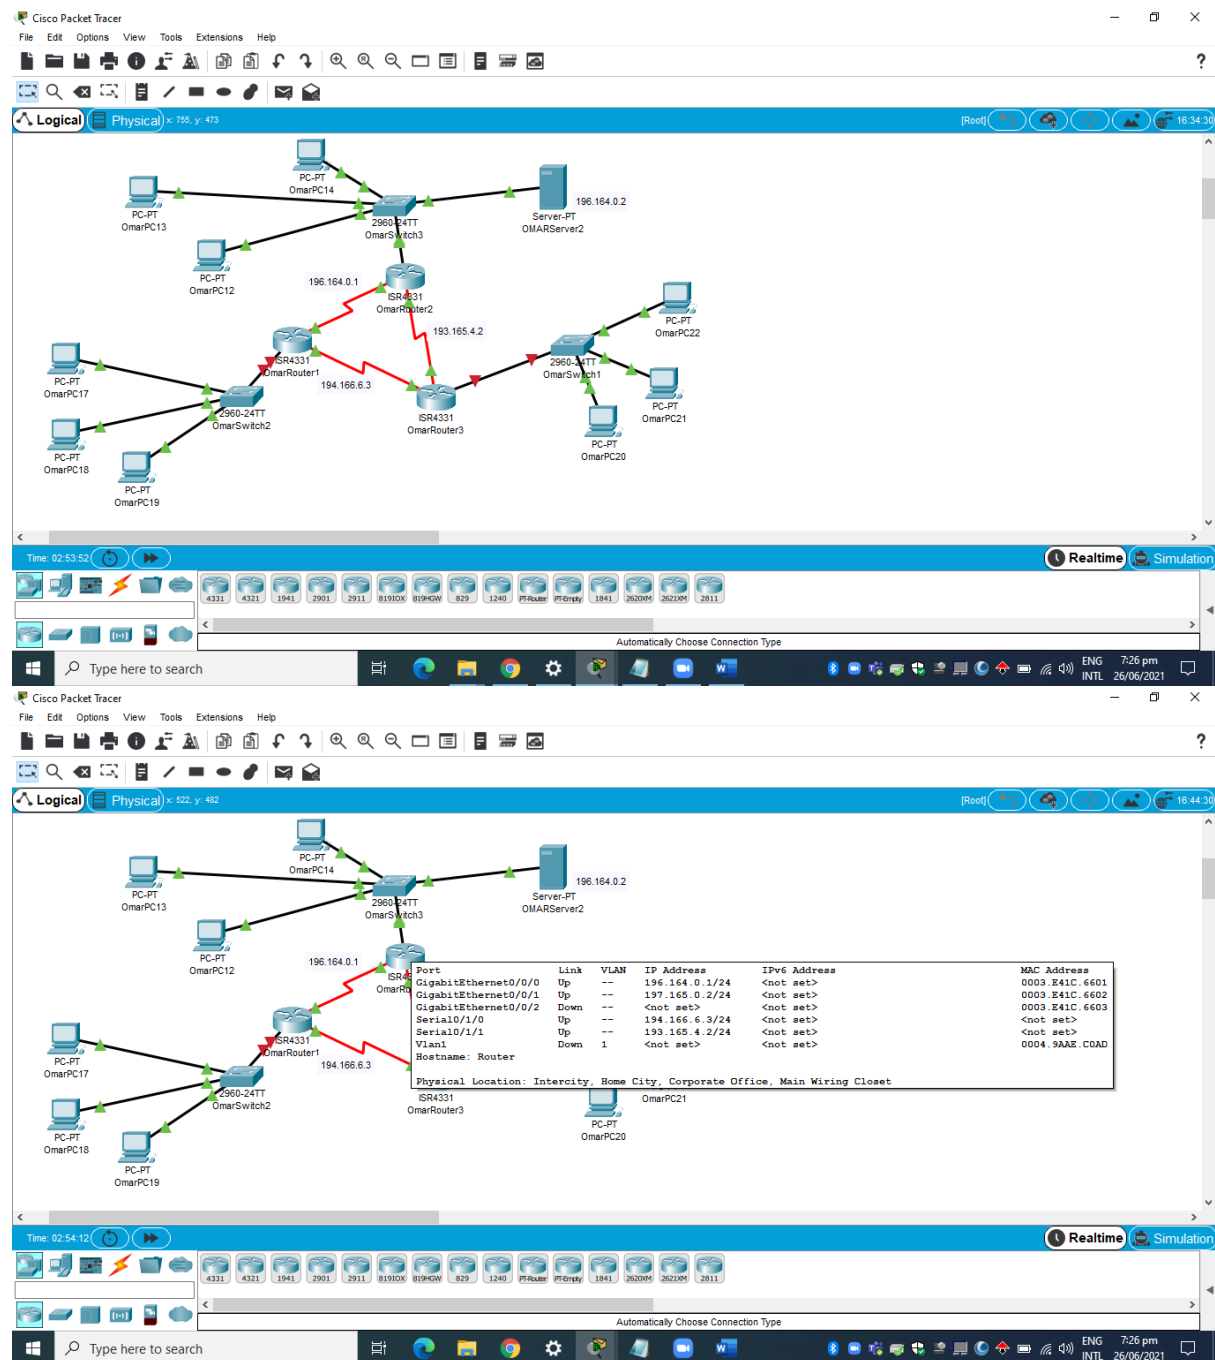 Cisco Packet Tracer
File Edit Options View Tools Extensions Help
Logical Physical x: 755, y: 473 [Root] 16:34:30
PC-PT
OmarPC14
PC-PT
OmarPC13
2960-24TT
OmarSwitch3
196.164.0.2
Server-PT
OMARServer2
PC-PT
OmarPC12
196.164.0.1
ISR4331
OmarRouter2
193.165.4.2
PC-PT
OmarPC22
ISR4331
OmarRouter1
2960-24TT
OmarSwitch1
PC-PT
OmarPC17
194.166.6.3
PC-PT
OmarPC21
2960-24TT
OmarSwitch2
ISR4331
OmarRouter3
PC-PT
OmarPC20
PC-PT
OmarPC18
PC-PT
OmarPC19
Time: 02:53:52 Realtime Simulation
4331 4321 1941 2901 2911 819IOX 819HGW 829 1240 PT-Router PT-Empty 1841 2620XM 2621XM 2811
Automatically Choose Connection Type
Type here to search
ENG 7:26 pm
INTL 26/06/2021
Cisco Packet Tracer
File Edit Options View Tools Extensions Help
Logical Physical x: 522, y: 482 [Root] 16:44:30
PC-PT
OmarPC14
PC-PT
OmarPC13
2960-24TT
OmarSwitch3
196.164.0.2
Server-PT
OMARServer2
PC-PT
OmarPC12
196.164.0.1
Port Link VLAN IP Address IPv6 Address MAC Address
GigabitEthernet0/0/0 Up -- 196.164.0.1/24 <not set> 0003.E41C.6601
GigabitEthernet0/0/1 Up -- 197.165.0.2/24 <not set> 0003.E41C.6602
GigabitEthernet0/0/2 Down -- <not set> <not set> 0003.E41C.6603
Serial0/1/0 Up -- 194.166.6.3/24 <not set> <not set>
Serial0/1/1 Up -- 193.165.4.2/24 <not set> <not set>
Vlan1 Down 1 <not set> <not set> 0004.9AAE.C0AD
Hostname: Router
Physical Location: Intercity, Home City, Corporate Office, Main Wiring Closet
ISR4331
OmarRouter1
PC-PT
OmarPC17
194.166.6.3
2960-24TT
OmarSwitch2
ISR4331
OmarRouter3
OmarPC21
PC-PT
OmarPC20
PC-PT
OmarPC18
PC-PT
OmarPC19
Time: 02:54:12 Realtime Simulation
4331 4321 1941 2901 2911 819IOX 819HGW 829 1240 PT-Router PT-Empty 1841 2620XM 2621XM 2811
Automatically Choose Connection Type
Type here to search
ENG 7:26 pm
INTL 26/06/2021